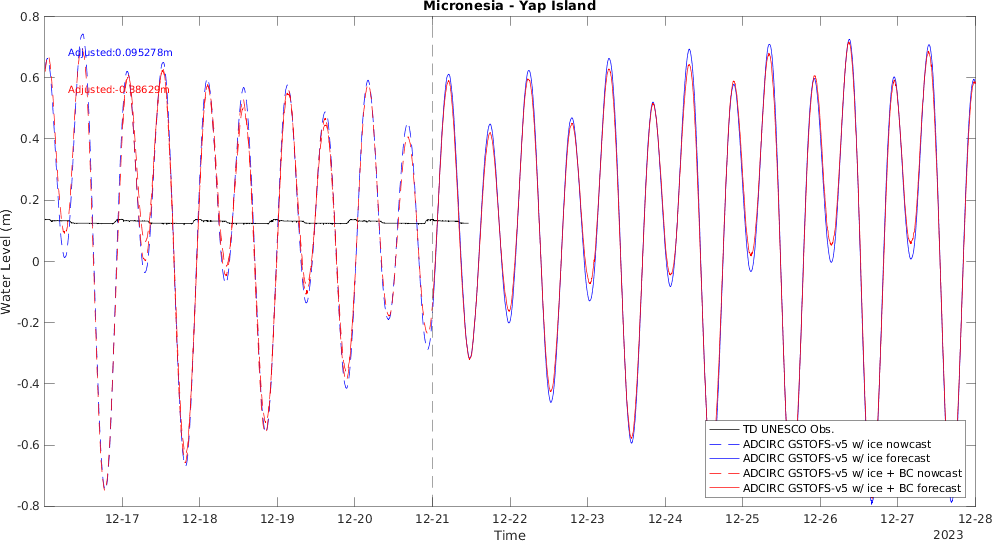 Micronesia - Yap Island
Adjusted:0.095278m
Adjusted:-0.38629m
Water Level (m)
0.8
0.6
0.4
0.2
0
-0.2
-0.4
-0.6
-0.8
TD UNESCO Obs.
ADCIRC GSTOFS-v5 w/ ice nowcast
ADCIRC GSTOFS-v5 w/ ice forecast
ADCIRC GSTOFS-v5 w/ ice + BC nowcast
ADCIRC GSTOFS-v5 w/ ice + BC forecast
12-17 12-18 12-19 12-20 12-21 12-22 12-23 12-24 12-25 12-26 12-27 12-28
Time
2023